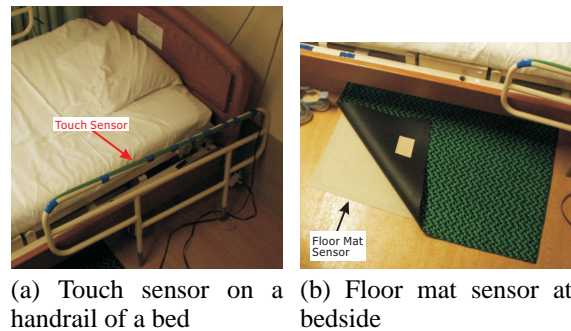 Touch Sensor
Floor Mat
Sensor
(a) Touch sensor on a
handrail of a bed
(b) Floor mat sensor at
bedside